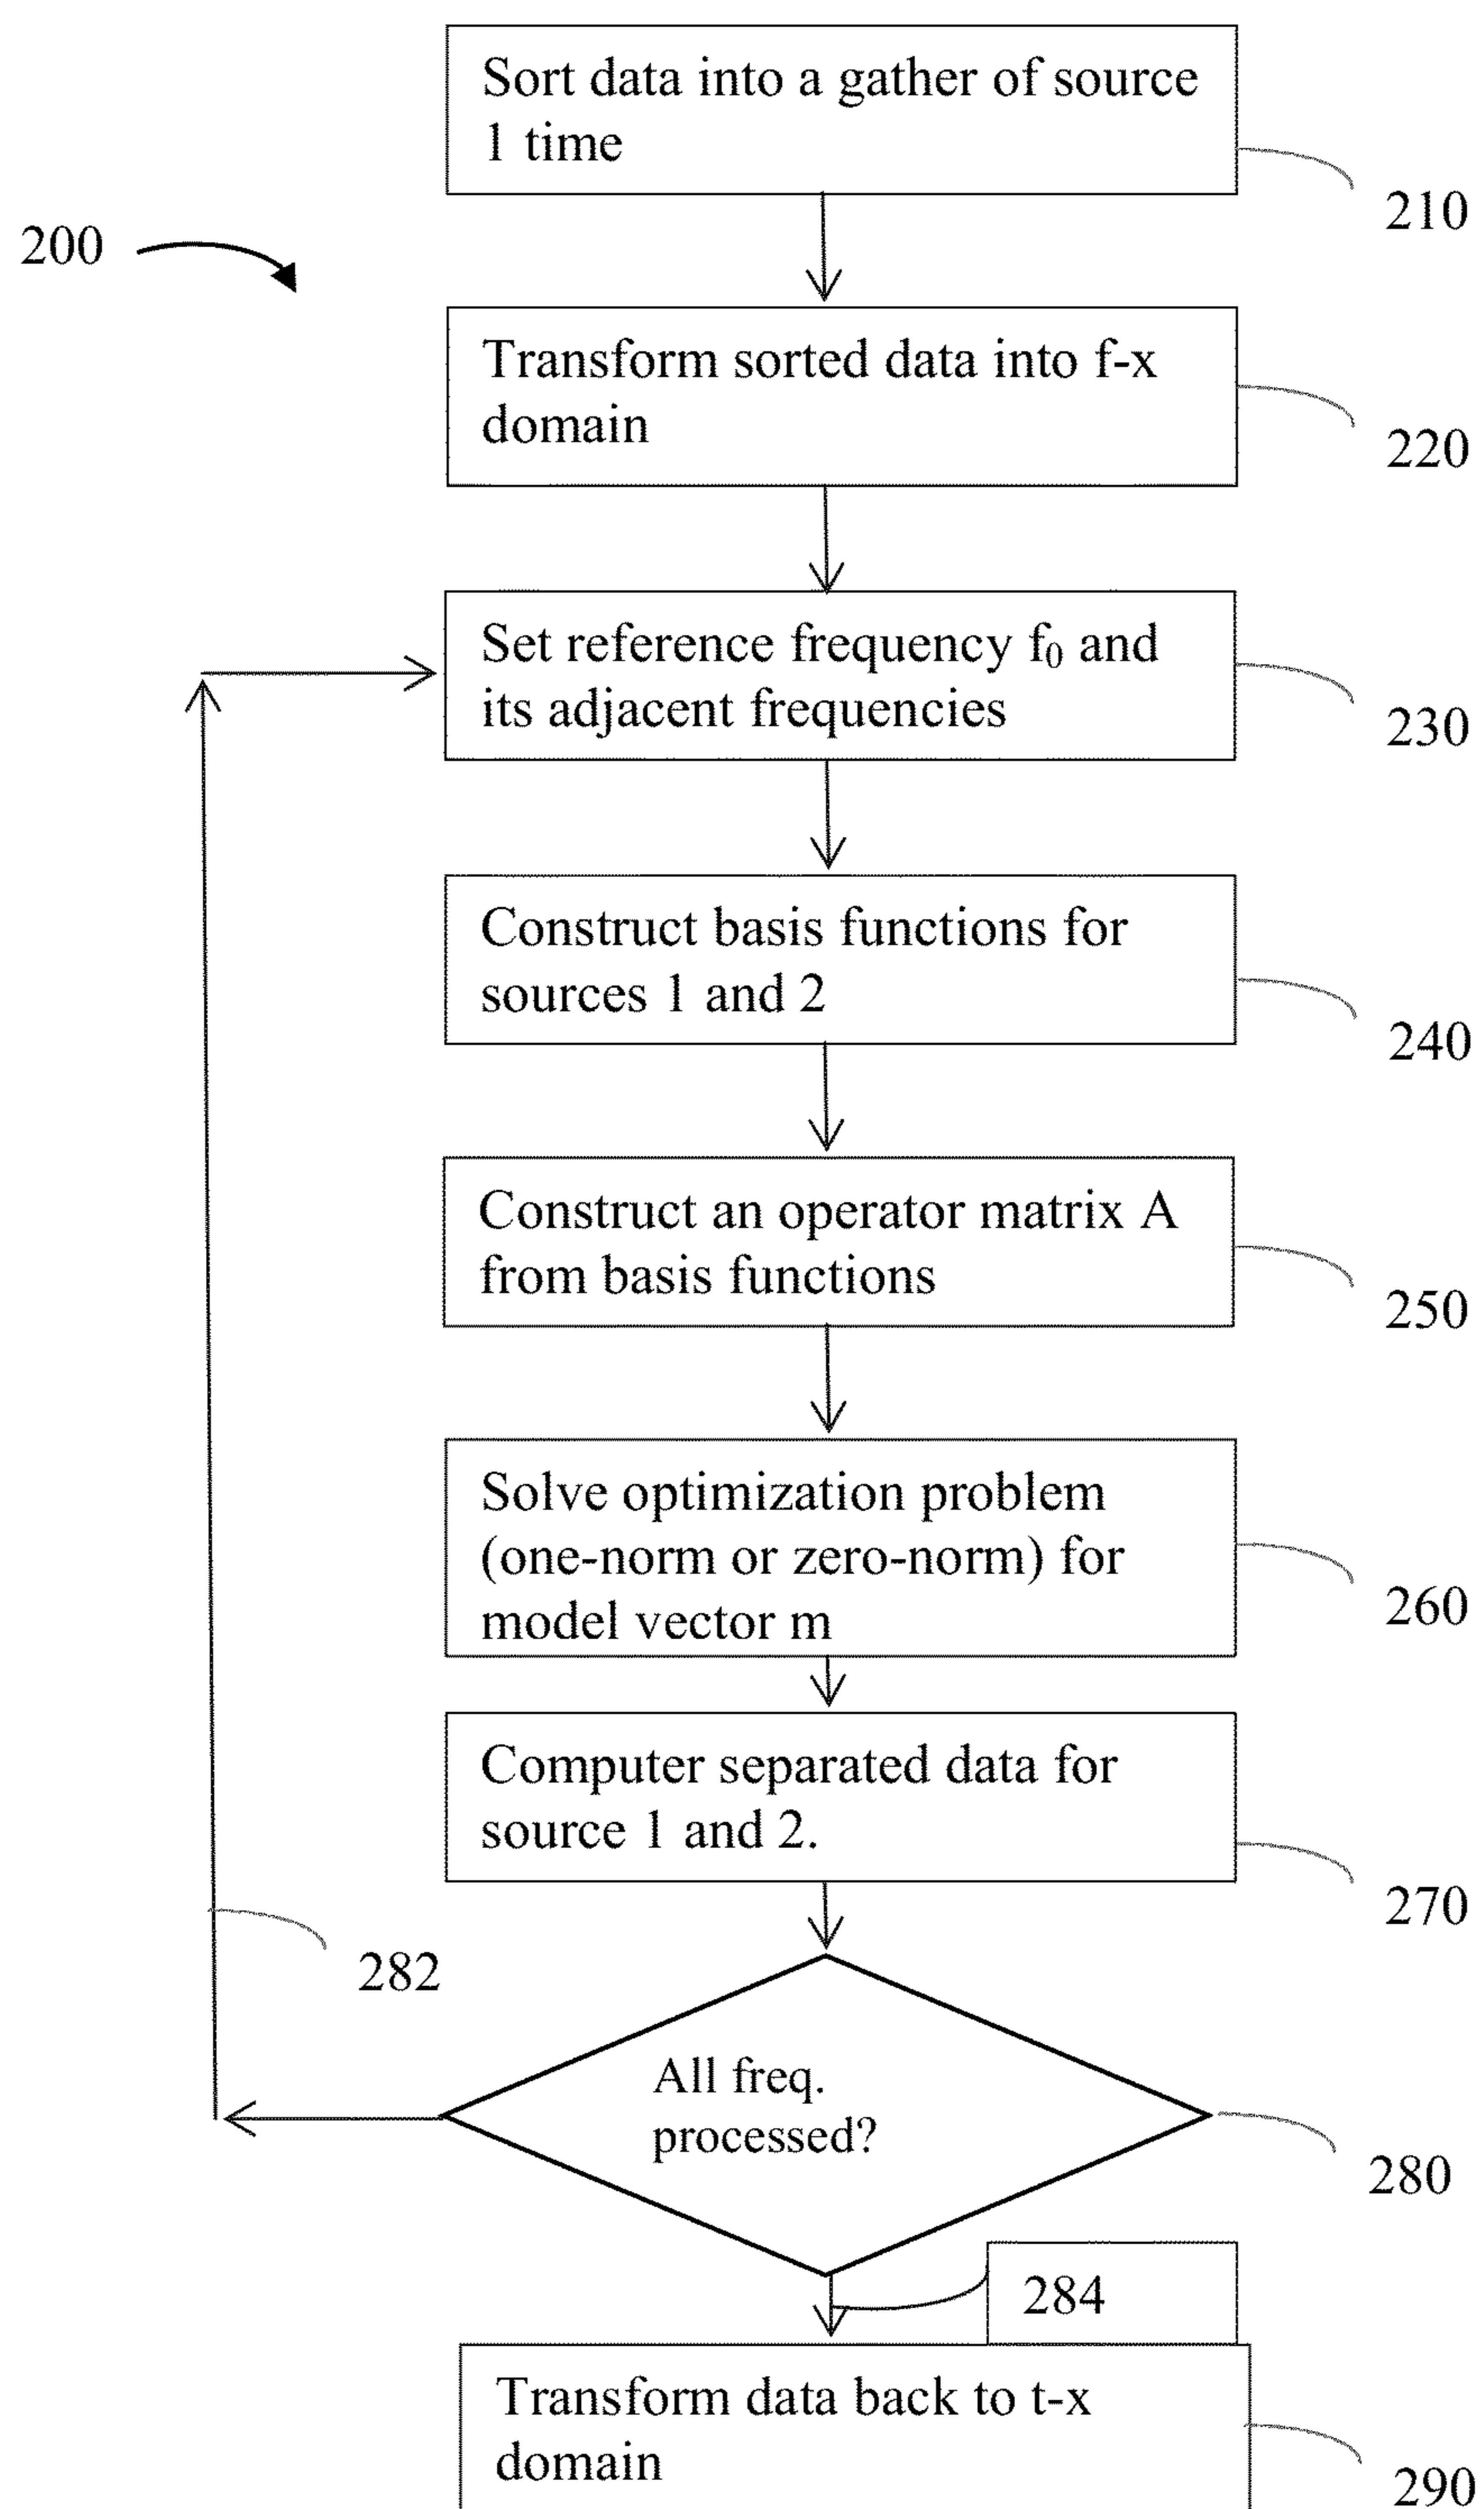 Sort data into a gather of source
1 time
210
200
Transform sorted data into f-x
domain
220
Set reference frequency f₀ and
its adjacent frequencies
230
Construct basis functions for
sources 1 and 2
240
Construct an operator matrix A
from basis functions
250
Solve optimization problem
(one-norm or zero-norm) for
model vector m
260
Computer separated data for
source 1 and 2.
270
282
All freq.
processed?
280
284
Transform data back to t-x
domain
290